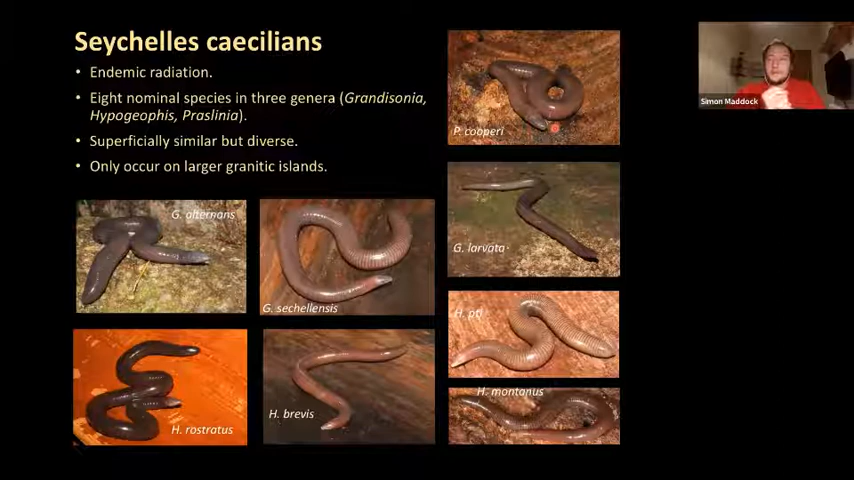 Seychelles caecilians
• Endemic radiation.
• Eight nominal species in three genera (Grandisonia,
Hypogeophis, Praslinia).
• Superficially similar but diverse.
• Only occur on larger granitic islands.
P. cooperi
Simon Maddock
G. alternans
G. sechellensis
G. larvata
H. pti
H. rostratus
H. brevis
H. montanus